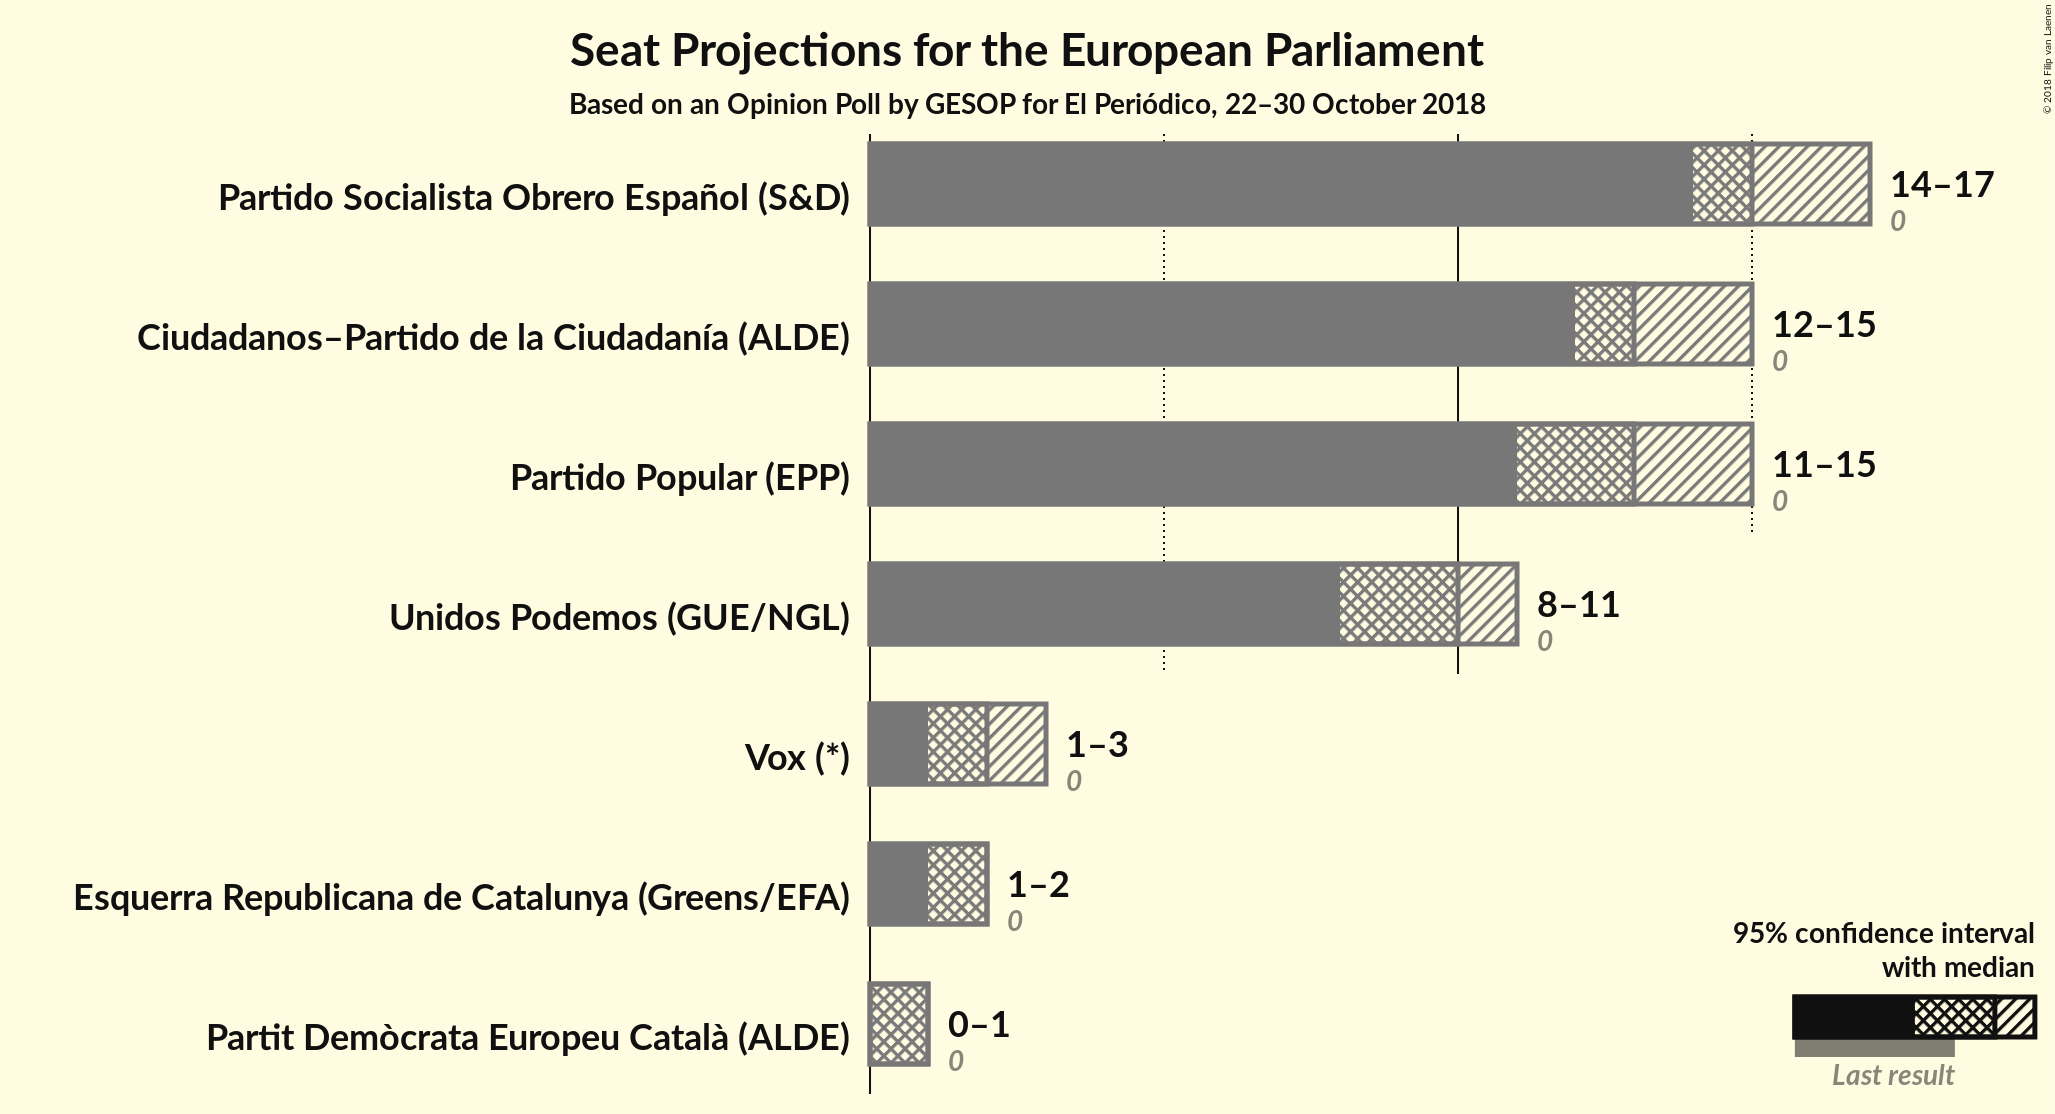 Seat Projections for the European Parliament
Based on an Opinion Poll by GESOP for El Periódico, 22–30 October 2018
© 2018 Filip van Laenen
Partido Socialista Obrero Español (S&D)
14–17
0
Ciudadanos–Partido de la Ciudadanía (ALDE)
12–15
0
Partido Popular (EPP)
11–15
0
Unidos Podemos (GUE/NGL)
8–11
0
Vox (*)
1–3
0
Esquerra Republicana de Catalunya (Greens/EFA)
1–2
0
Partit Demòcrata Europeu Català (ALDE)
0–1
0
95% confidence interval
with median
Last result